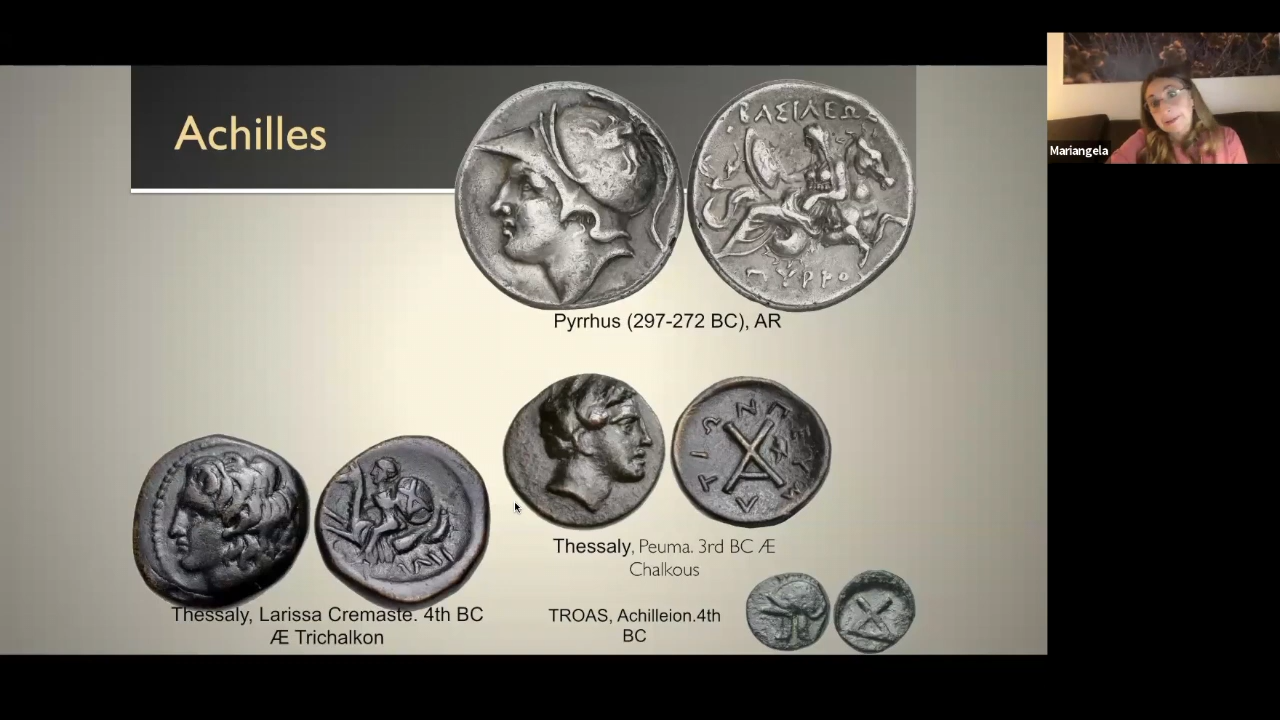 Achilles
ΒΑΣΙΛΕΩΣ
ΠΥΡΡΟ
Pyrrhus (297-272 BC), AR
Mariangela
Thessaly, Peuma. 3rd BC Æ
Chalkous
Thessaly, Larissa Cremaste. 4th BC
Æ Trichalkon
TROAS, Achilleion.4th
BC